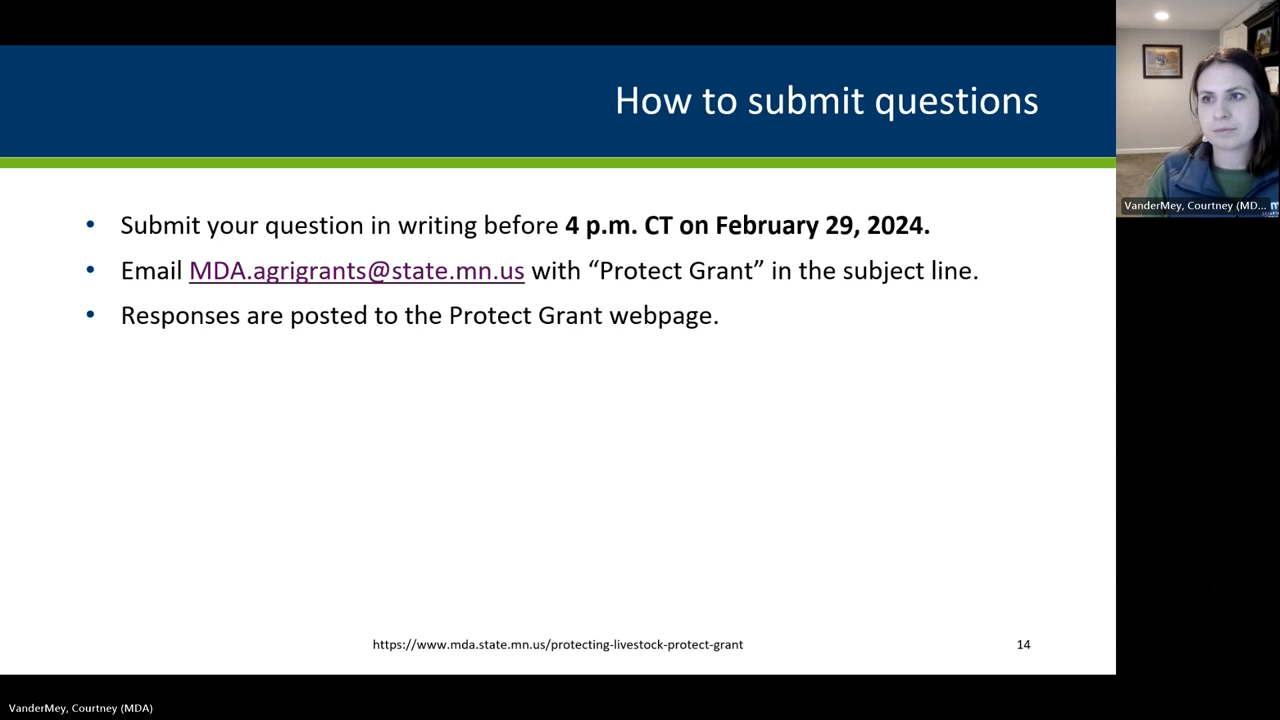 How to submit questions
• Submit your question in writing before 4 p.m. CT on February 29, 2024.
• Email MDA.agrigrants@state.mn.us with “Protect Grant” in the subject line.
• Responses are posted to the Protect Grant webpage.
https://www.mda.state.mn.us/protecting-livestock-protect-grant
14
VanderMey, Courtney (MD...
VanderMey, Courtney (MDA)